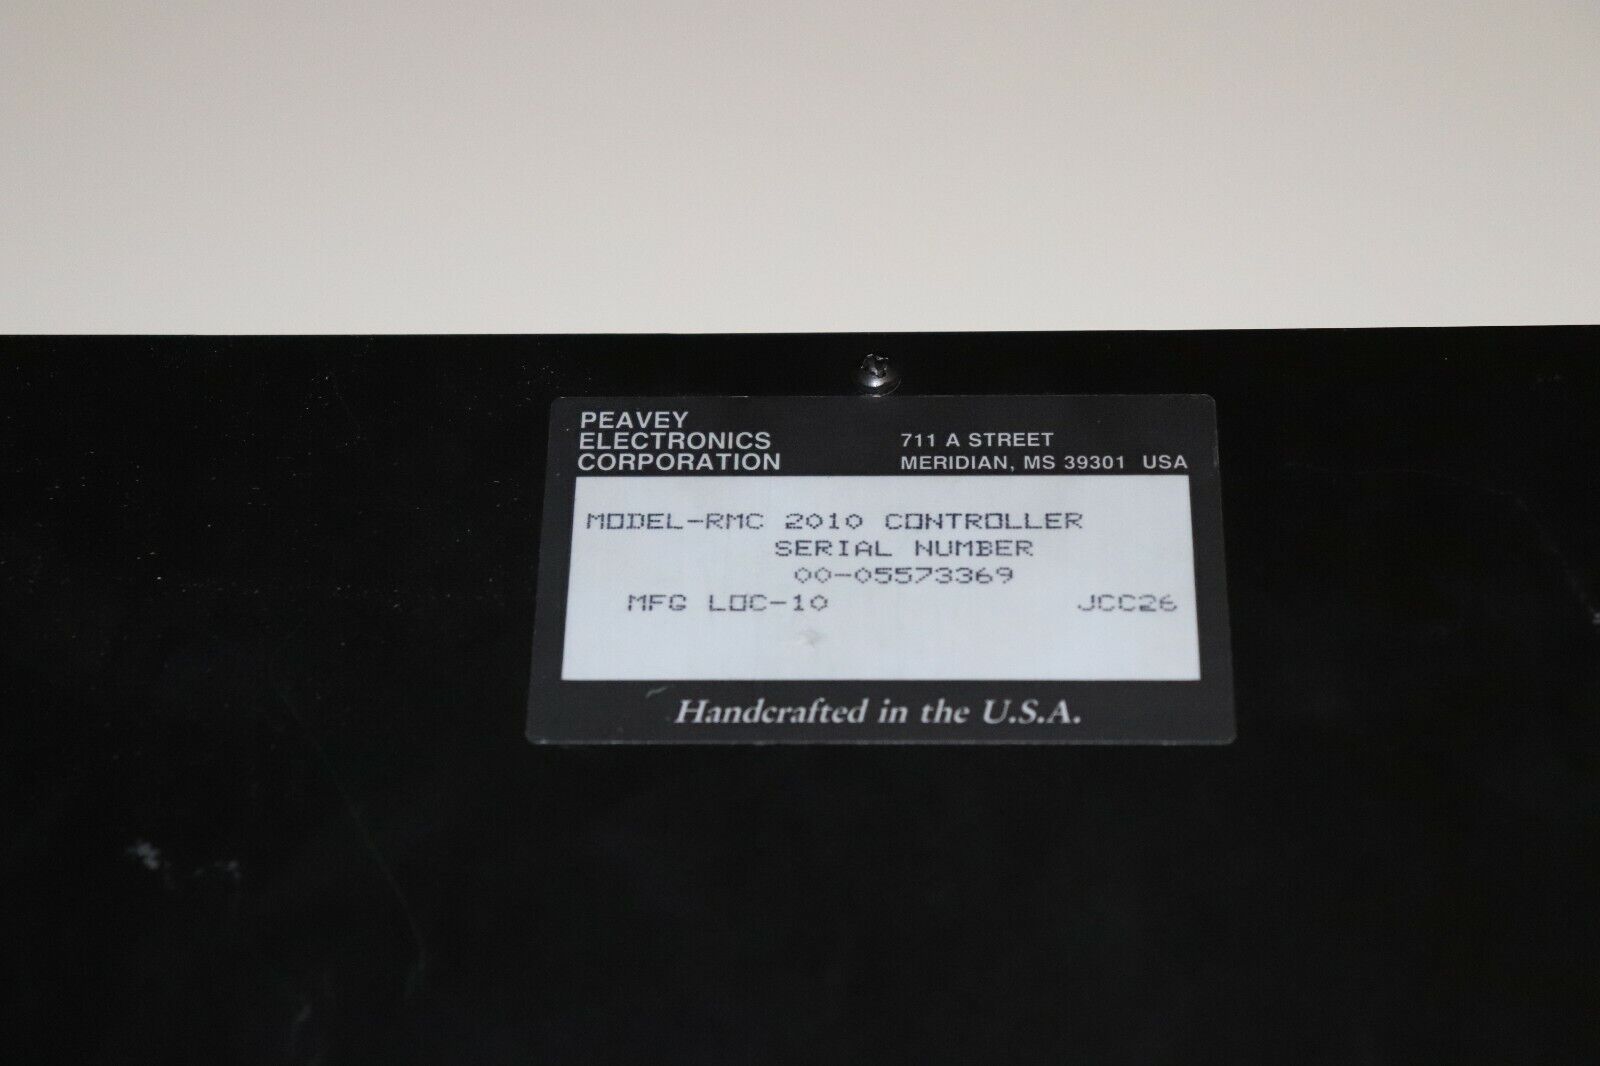 PEAVEY
ELECTRONICS
CORPORATION
711 A STREET
MERIDIAN, MS 39301 USA
MODEL-RMC 2010 CONTROLLER
SERIAL NUMBER
00-05573369
MFG LOC-10 JCC26
Handcrafted in the U.S.A.